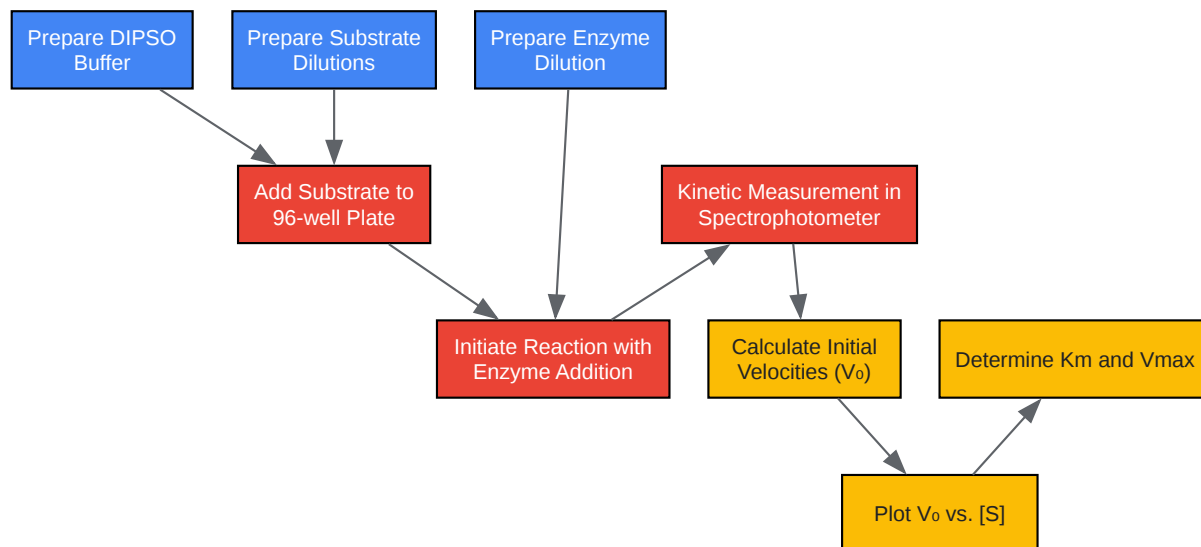 Prepare DIPSO
Buffer
Prepare Substrate
Dilutions
Prepare Enzyme
Dilution
Add Substrate to
96-well Plate
Kinetic Measurement in
Spectrophotometer
Initiate Reaction with
Enzyme Addition
Calculate Initial
Velocities (V₀)
Determine Km and Vmax
Plot V₀ vs. [S]